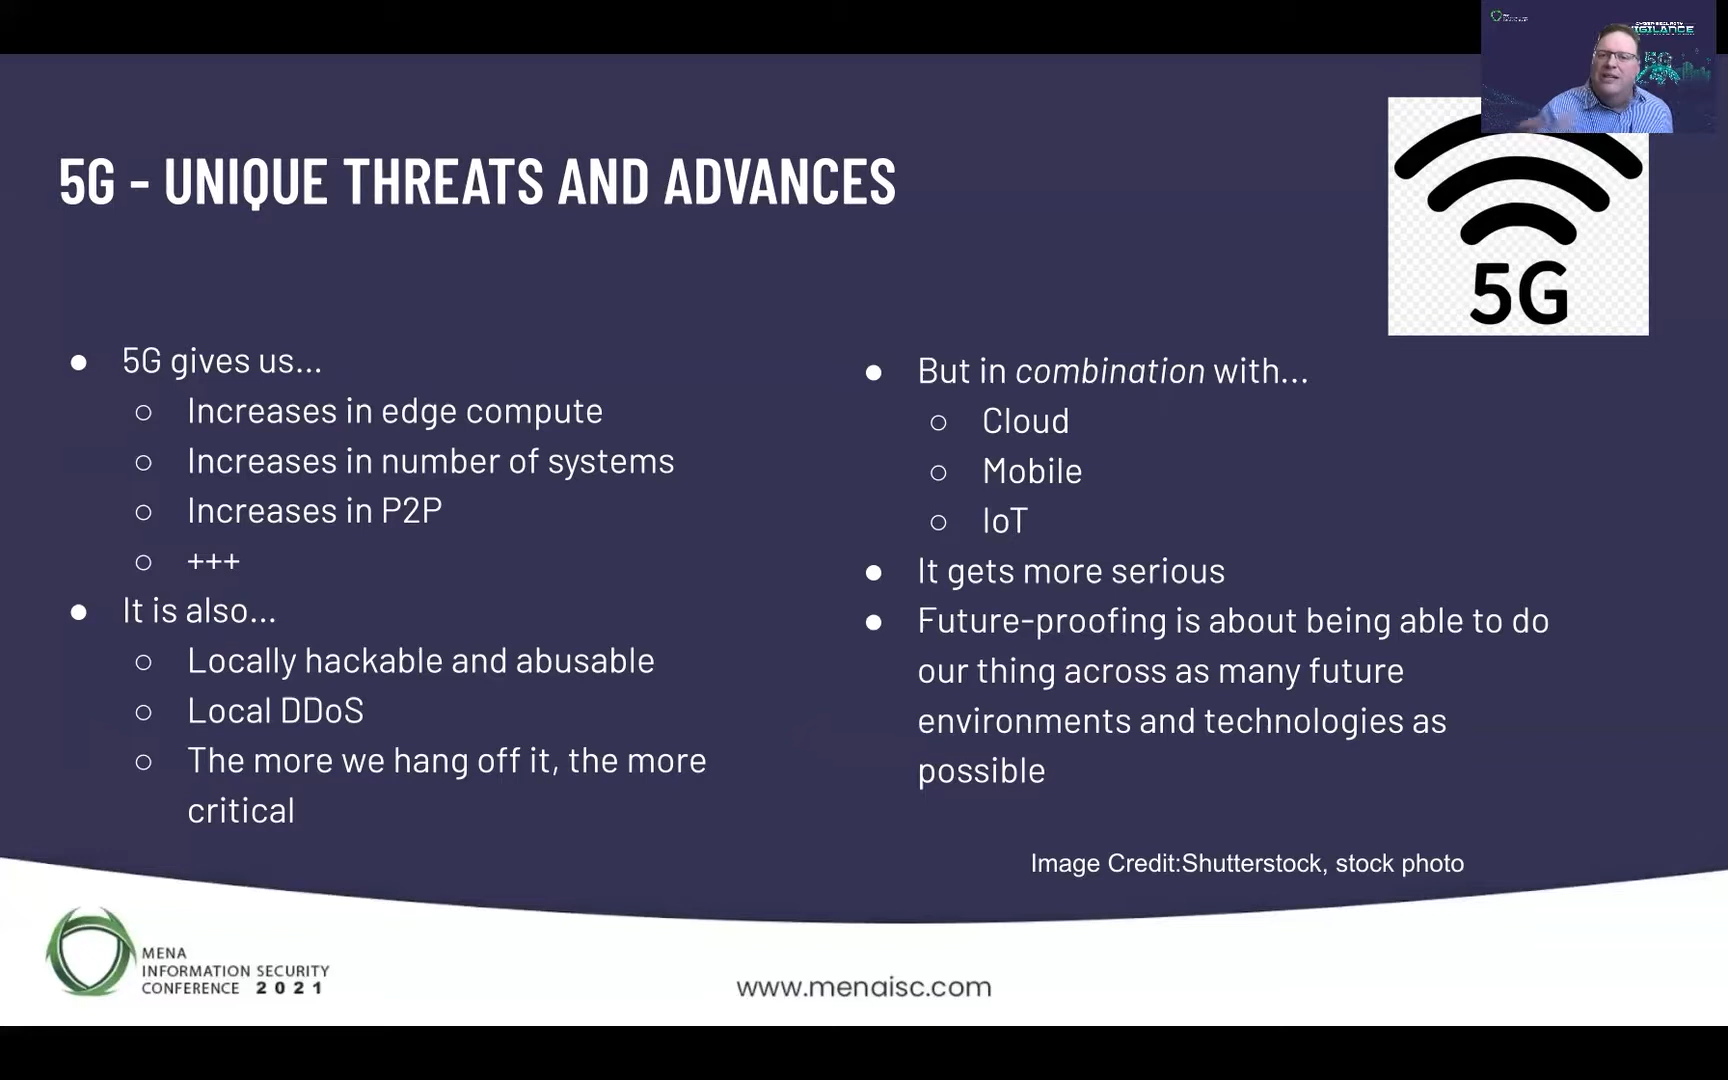 CYBER SECURITY
VIGILANCE
5G
5G - UNIQUE THREATS AND ADVANCES
5G
5G gives us...
Increases in edge compute
Increases in number of systems
Increases in P2P
+++
It is also...
Locally hackable and abusable
Local DDoS
The more we hang off it, the more
critical
But in combination with...
Cloud
Mobile
IoT
It gets more serious
Future-proofing is about being able to do
our thing across as many future
environments and technologies as
possible
Image Credit:Shutterstock, stock photo
MENA
INFORMATION SECURITY
CONFERENCE 2021
www.menaisc.com